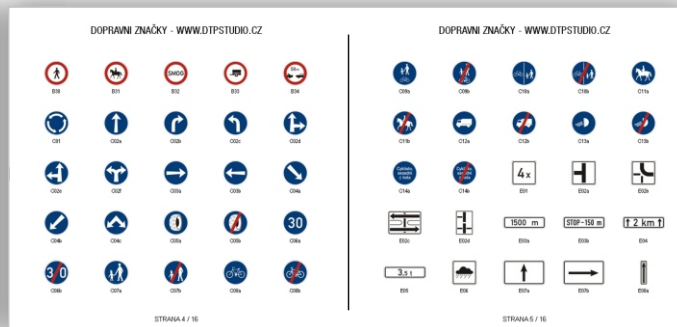 DOPRAVNI ZNAČKY - WWW.DTPSTUDIO.CZ
SMOG
B30 B31 B32 B33 B34
C01 C02a C02b C02c C02d
C02e C02f C03a C03b C04a
30
C04b C04c C05a C05b C06a
30
C06b C07a C07b C08a C08b
STRANA 4 / 16
DOPRAVNI ZNAČKY - WWW.DTPSTUDIO.CZ
C09a C09b C10a C10b C11a
C11b C12a C12b C13a C13b
4 x
C14a C14b E01 E02a E02b
1500 m STOP-150 m ↑ 2 km ↑
E02c E02d E03a E03b E04
3,5 t
E05 E06 E07a E07b E08a
STRANA 5 / 16